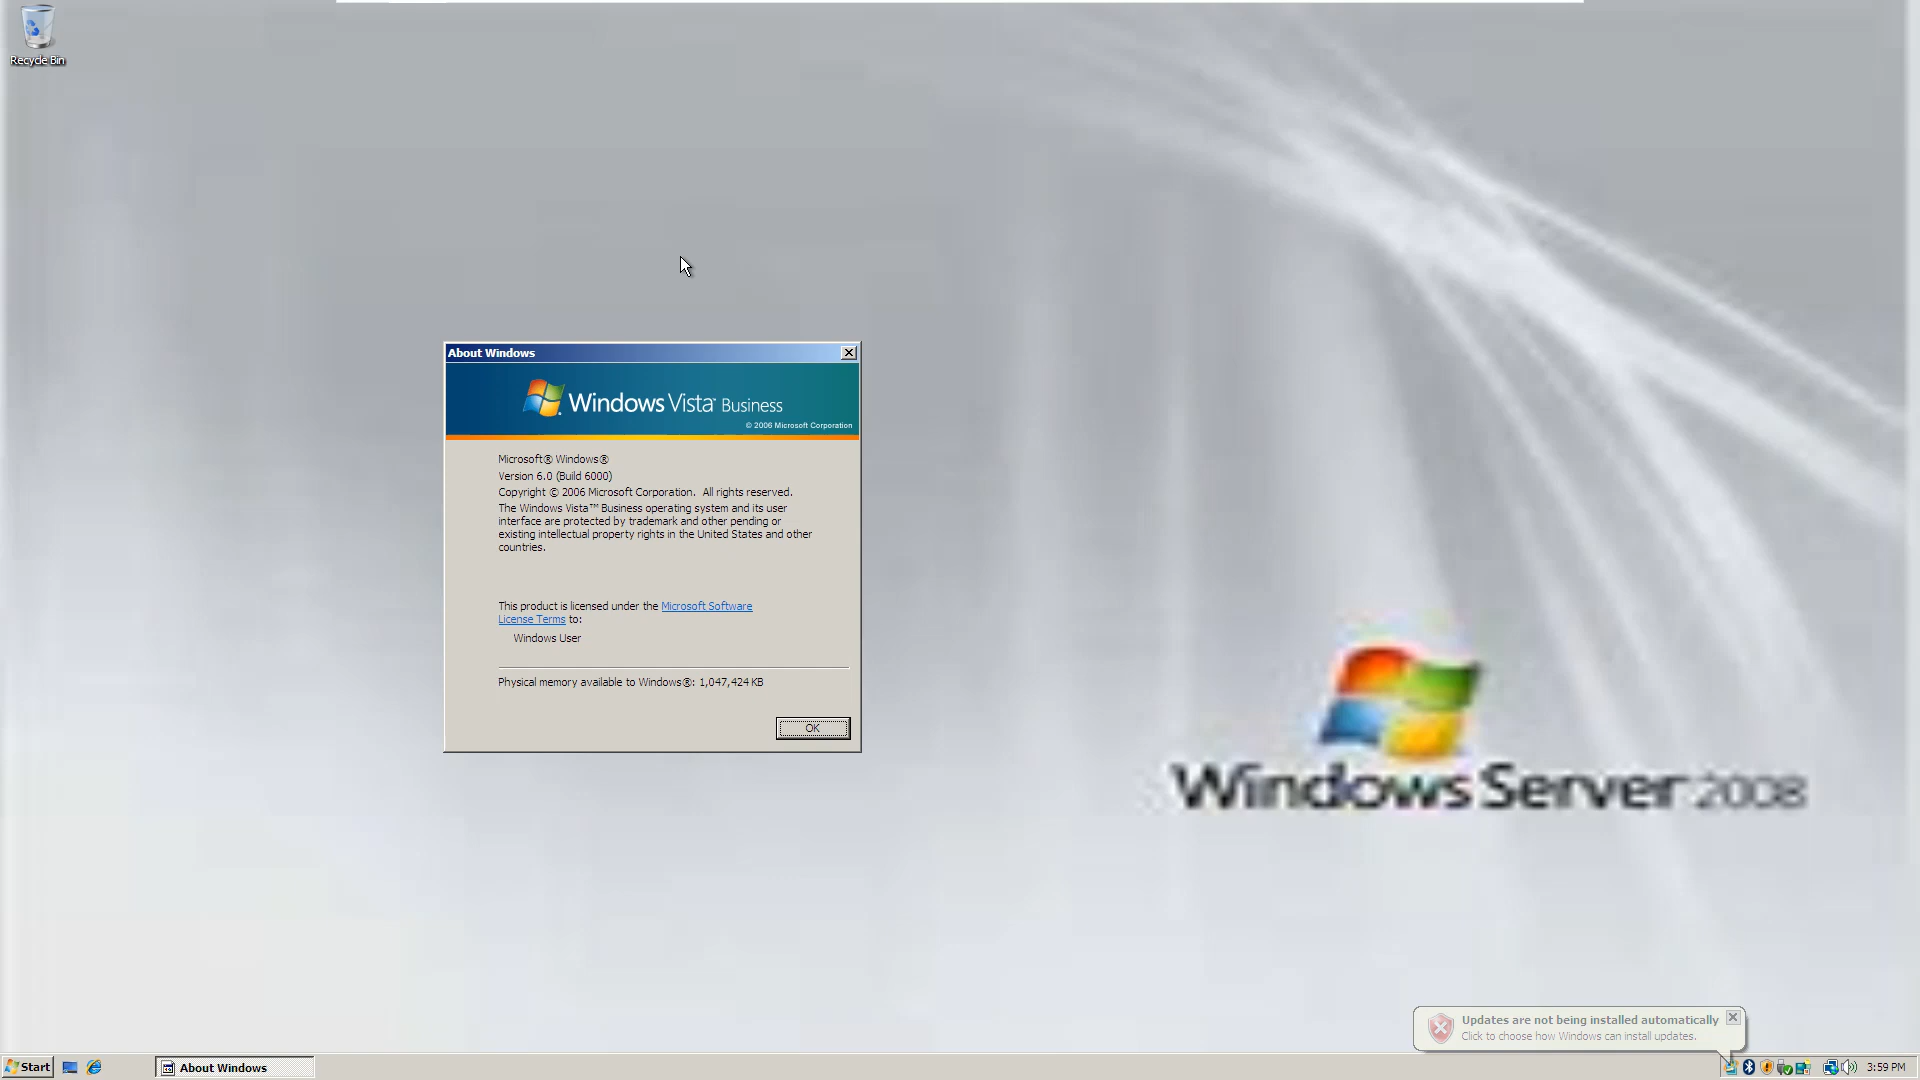 Recycle Bin
About Windows
Windows Vista™ Business
© 2006 Microsoft Corporation
Microsoft® Windows®
Version 6.0 (Build 6000)
Copyright © 2006 Microsoft Corporation.  All rights reserved.
The Windows Vista™ Business operating system and its user
interface are protected by trademark and other pending or
existing intellectual property rights in the United States and other
countries.
This product is licensed under the Microsoft Software
License Terms to:
Windows User
Physical memory available to Windows®: 1,047,424 KB
OK
Windows Server 2008
Updates are not being installed automatically
Click to choose how Windows can install updates.
Start
About Windows
3:59 PM